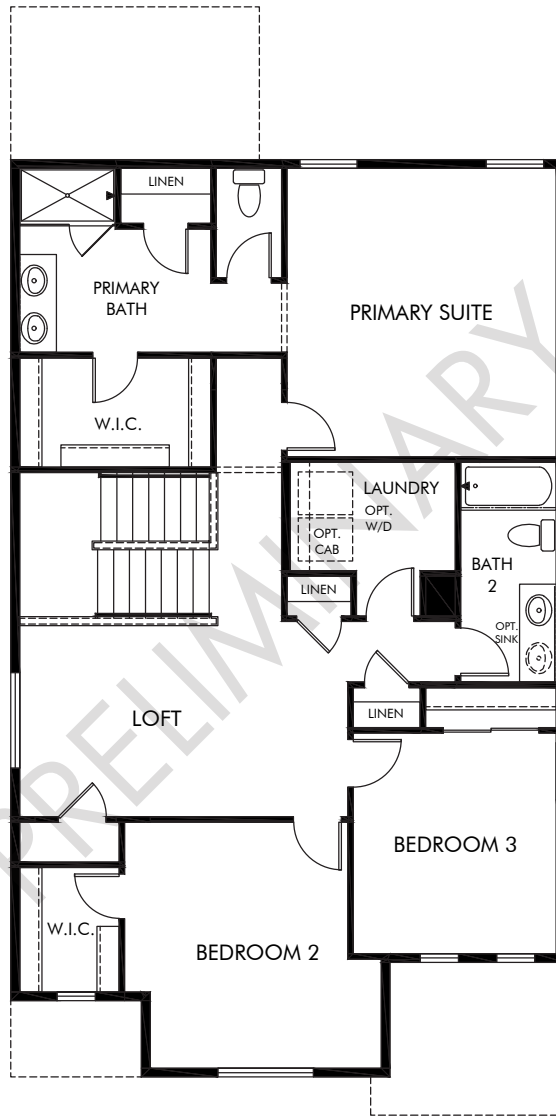 LINEN
PRIMARY
BATH
PRIMARY SUITE
W.I.C.
LAUNDRY
OPT.
W/D
OPT.
CAB
BATH
2
LINEN
OPT.
SINK
LOFT
LINEN
BEDROOM 3
W.I.C.
BEDROOM 2
PRELIMINARY